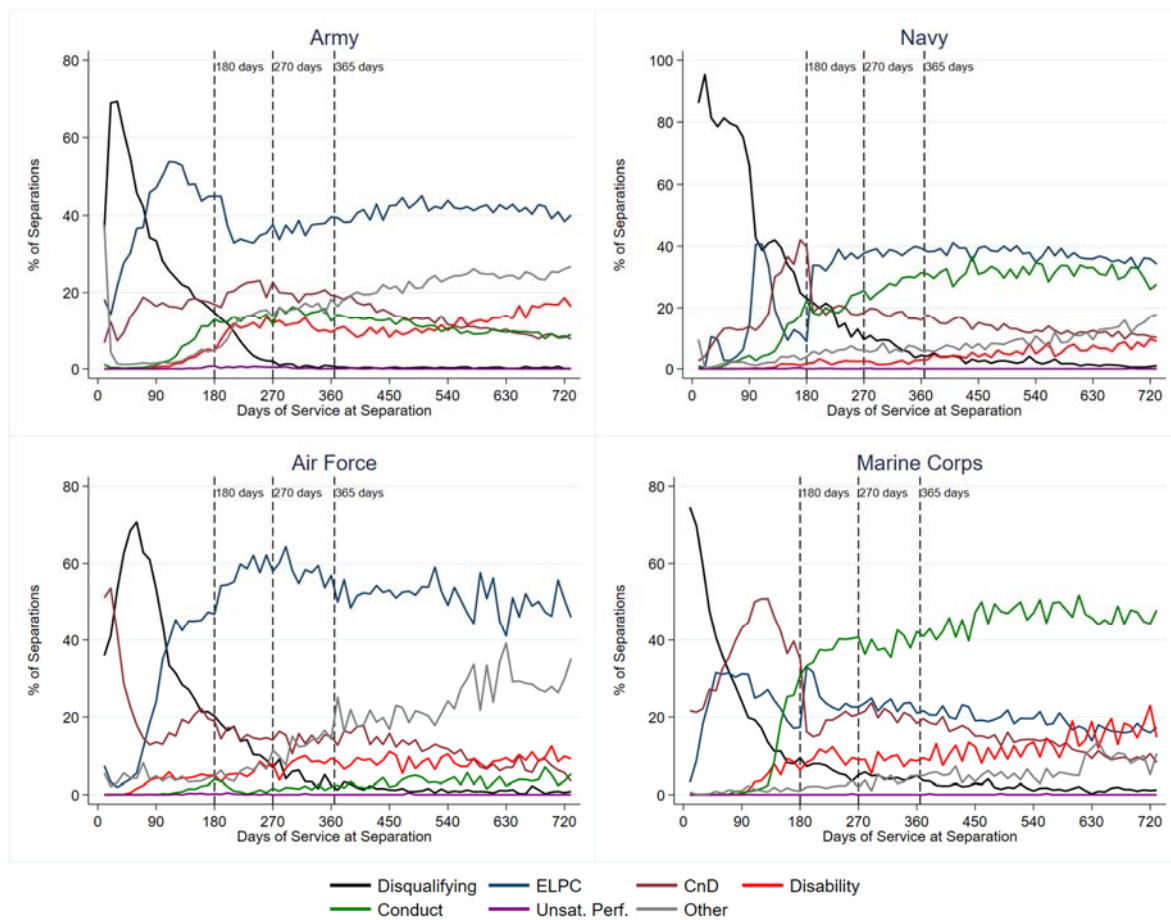 Army
80
60
40
20
0
% of Separations
180 days
270 days
365 days
0 90 180 270 360 450 540 630 720
Days of Service at Separation
Navy
100
80
60
40
20
0
% of Separations
180 days
270 days
365 days
0 90 180 270 360 450 540 630 720
Days of Service at Separation
Air Force
80
60
40
20
0
% of Separations
180 days
270 days
365 days
0 90 180 270 360 450 540 630 720
Days of Service at Separation
Marine Corps
80
60
40
20
0
% of Separations
180 days
270 days
365 days
0 90 180 270 360 450 540 630 720
Days of Service at Separation
Disqualifying ELPC CnD Disability
Conduct Unsat. Perf. Other